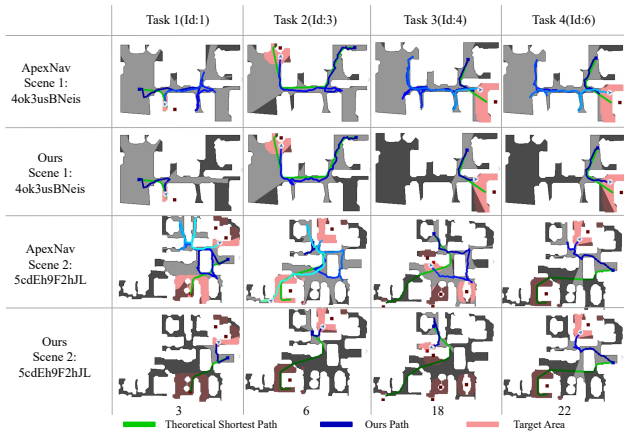 Task 1(Id:1) Task 2(Id:3) Task 3(Id:4) Task 4(Id:6)
ApexNav
Scene 1:
4ok3usBNeis
Ours
Scene 1:
4ok3usBNeis
ApexNav
Scene 2:
5cdEh9F2hJL
Ours
Scene 2:
5cdEh9F2hJL
3 6 18 22
Theoretical Shortest Path Ours Path Target Area